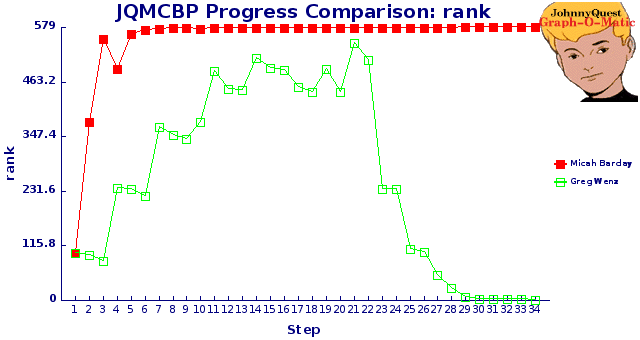 JQMCBP Progress Comparison: rank
JohnnyQuest
Graph-O-Matic
579
463.2
347.4
231.6
115.8
0
rank
1 2 3 4 5 6 7 8 9 10 11 12 13 14 15 16 17 18 19 20 21 22 23 24 25 26 27 28 29 30 31 32 33 34
Step
Micah Barclay
Greg Wenz